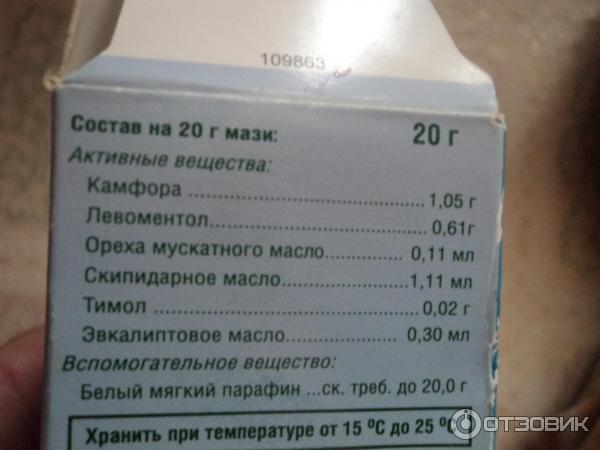 109863
Состав на 20 г мази: 20 г
Активные вещества:
Камфора ........................................1,05 г
Левоментол....................................0,61г
Ореха мускатного масло............. 0,11 мл
Скипидарное масло.....................1,11 мл
Тимол ............................................0,02 г
Эвкалиптовое масло...................0,30 мл
Вспомогательное вещество:
Белый мягкий парафин ...ск. треб. до 20,0 г
Хранить при температуре от 15 ºС до 25 ºС
ОТЗОВИК